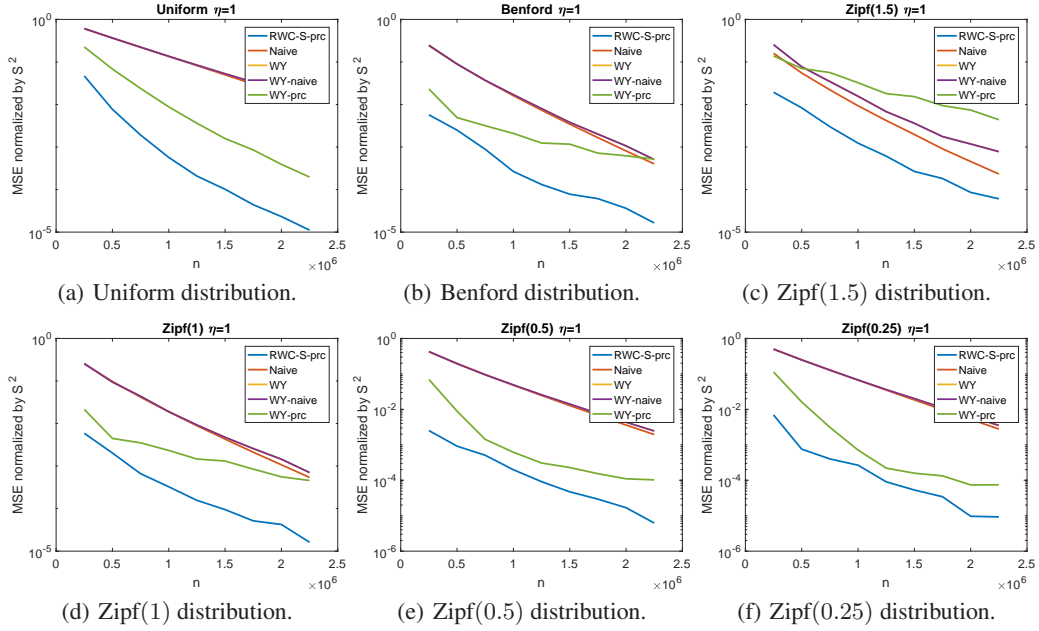 Uniform η=1
10^0
10^-5
MSE normalized by S^2
RWC-S-prc
Naive
WY
WY-naive
WY-prc
0 0.5 1 1.5 2 2.5
n
×10^6
(a) Uniform distribution.
Benford η=1
10^0
10^-5
MSE normalized by S^2
RWC-S-prc
Naive
WY
WY-naive
WY-prc
0 0.5 1 1.5 2 2.5
n
×10^6
(b) Benford distribution.
Zipf(1.5) η=1
10^0
10^-5
MSE normalized by S^2
RWC-S-prc
Naive
WY
WY-naive
WY-prc
0 0.5 1 1.5 2 2.5
n
×10^6
(c) Zipf(1.5) distribution.
Zipf(1) η=1
10^0
10^-5
MSE normalized by S^2
RWC-S-prc
Naive
WY
WY-naive
WY-prc
0 0.5 1 1.5 2 2.5
n
×10^6
(d) Zipf(1) distribution.
Zipf(0.5) η=1
10^0
10^-2
10^-4
10^-6
MSE normalized by S^2
RWC-S-prc
Naive
WY
WY-naive
WY-prc
0 0.5 1 1.5 2 2.5
n
×10^6
(e) Zipf(0.5) distribution.
Zipf(0.25) η=1
10^0
10^-2
10^-4
10^-6
MSE normalized by S^2
RWC-S-prc
Naive
WY
WY-naive
WY-prc
0 0.5 1 1.5 2 2.5
n
×10^6
(f) Zipf(0.25) distribution.